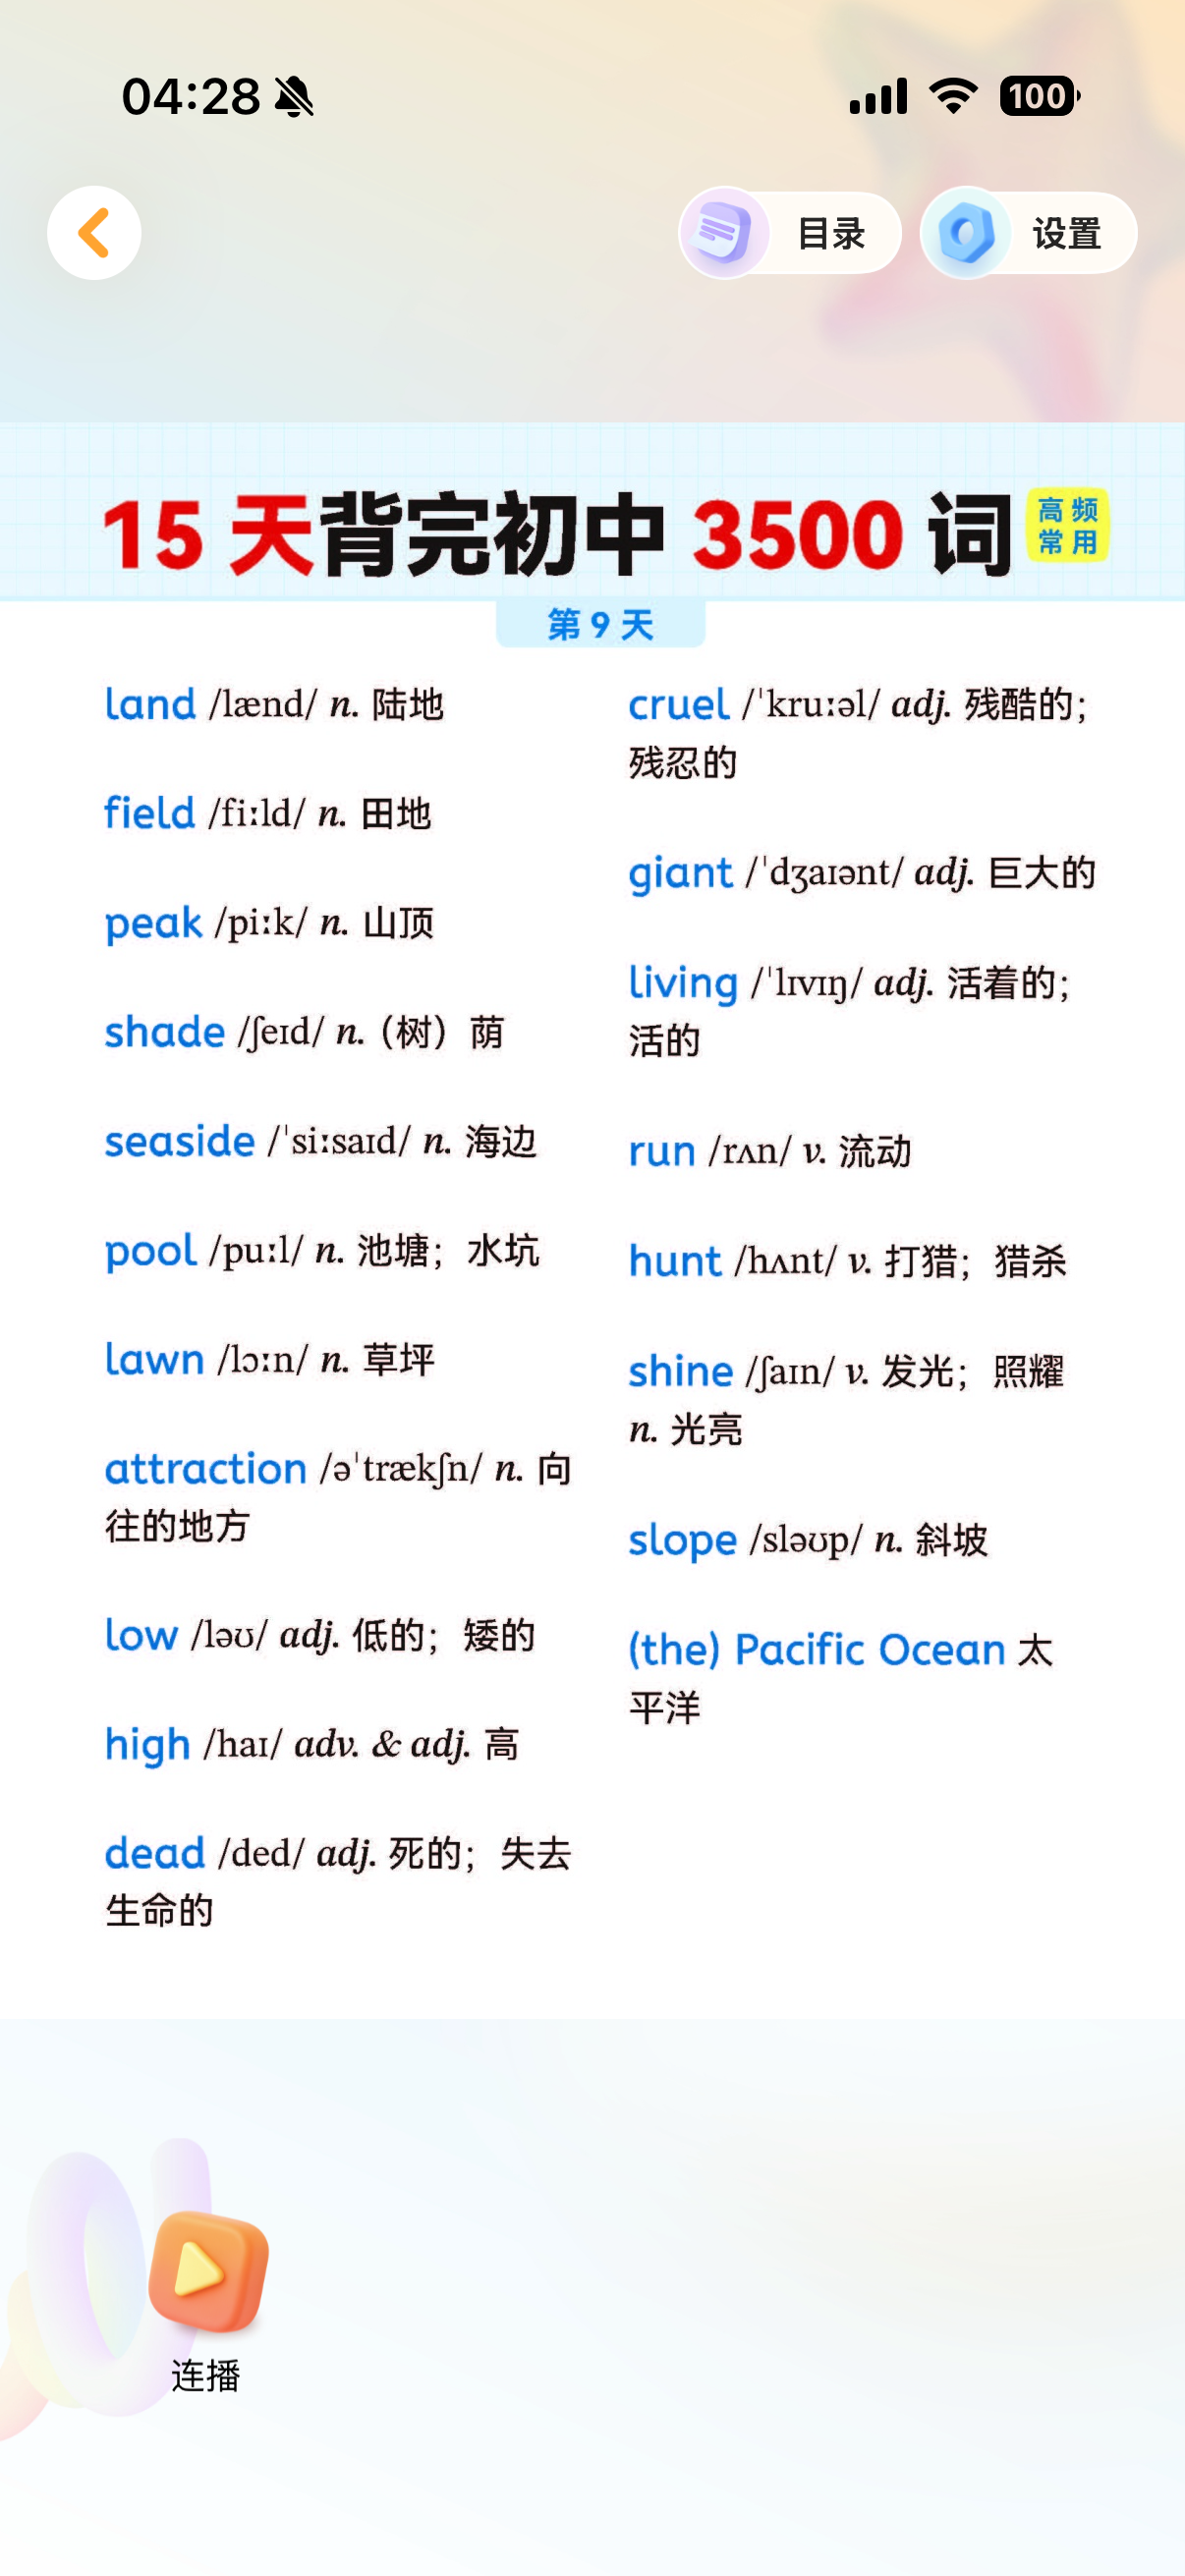 04:28
100
目录
设置
15 天背完初中 3500 词
高频
常用
第 9 天
land /lænd/ n. 陆地
field /fiːld/ n. 田地
peak /piːk/ n. 山顶
shade /ʃeɪd/ n.（树）荫
seaside /ˈsiːsaɪd/ n. 海边
pool /puːl/ n. 池塘；水坑
lawn /lɔːn/ n. 草坪
attraction /əˈtrækʃn/ n. 向
往的地方
low /ləʊ/ adj. 低的；矮的
high /haɪ/ adv. & adj. 高
dead /ded/ adj. 死的；失去
生命的
cruel /ˈkruːəl/ adj. 残酷的；
残忍的
giant /ˈdʒaɪənt/ adj. 巨大的
living /ˈlɪvɪŋ/ adj. 活着的；
活的
run /rʌn/ v. 流动
hunt /hʌnt/ v. 打猎；猎杀
shine /ʃaɪn/ v. 发光；照耀
n. 光亮
slope /sləʊp/ n. 斜坡
(the) Pacific Ocean 太
平洋
连播